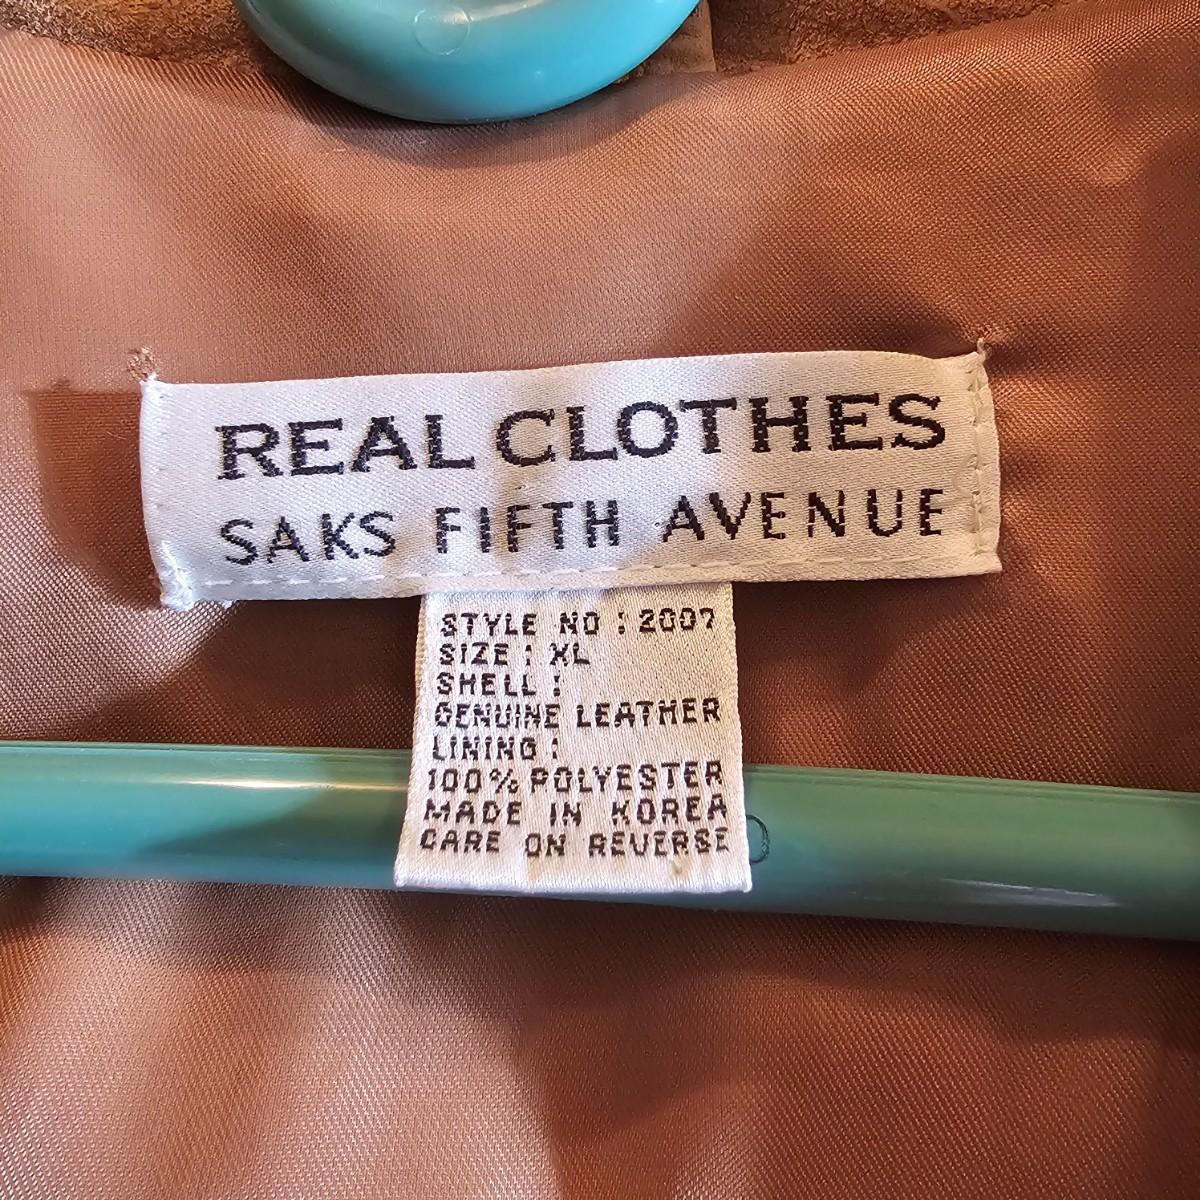 REAL CLOTHES
SAKS FIFTH AVENUE
STYLE NO : 2007
SIZE : XL
SHELL :
GENUINE LEATHER
LINING :
100% POLYESTER
MADE IN KOREA
CARE ON REVERSE